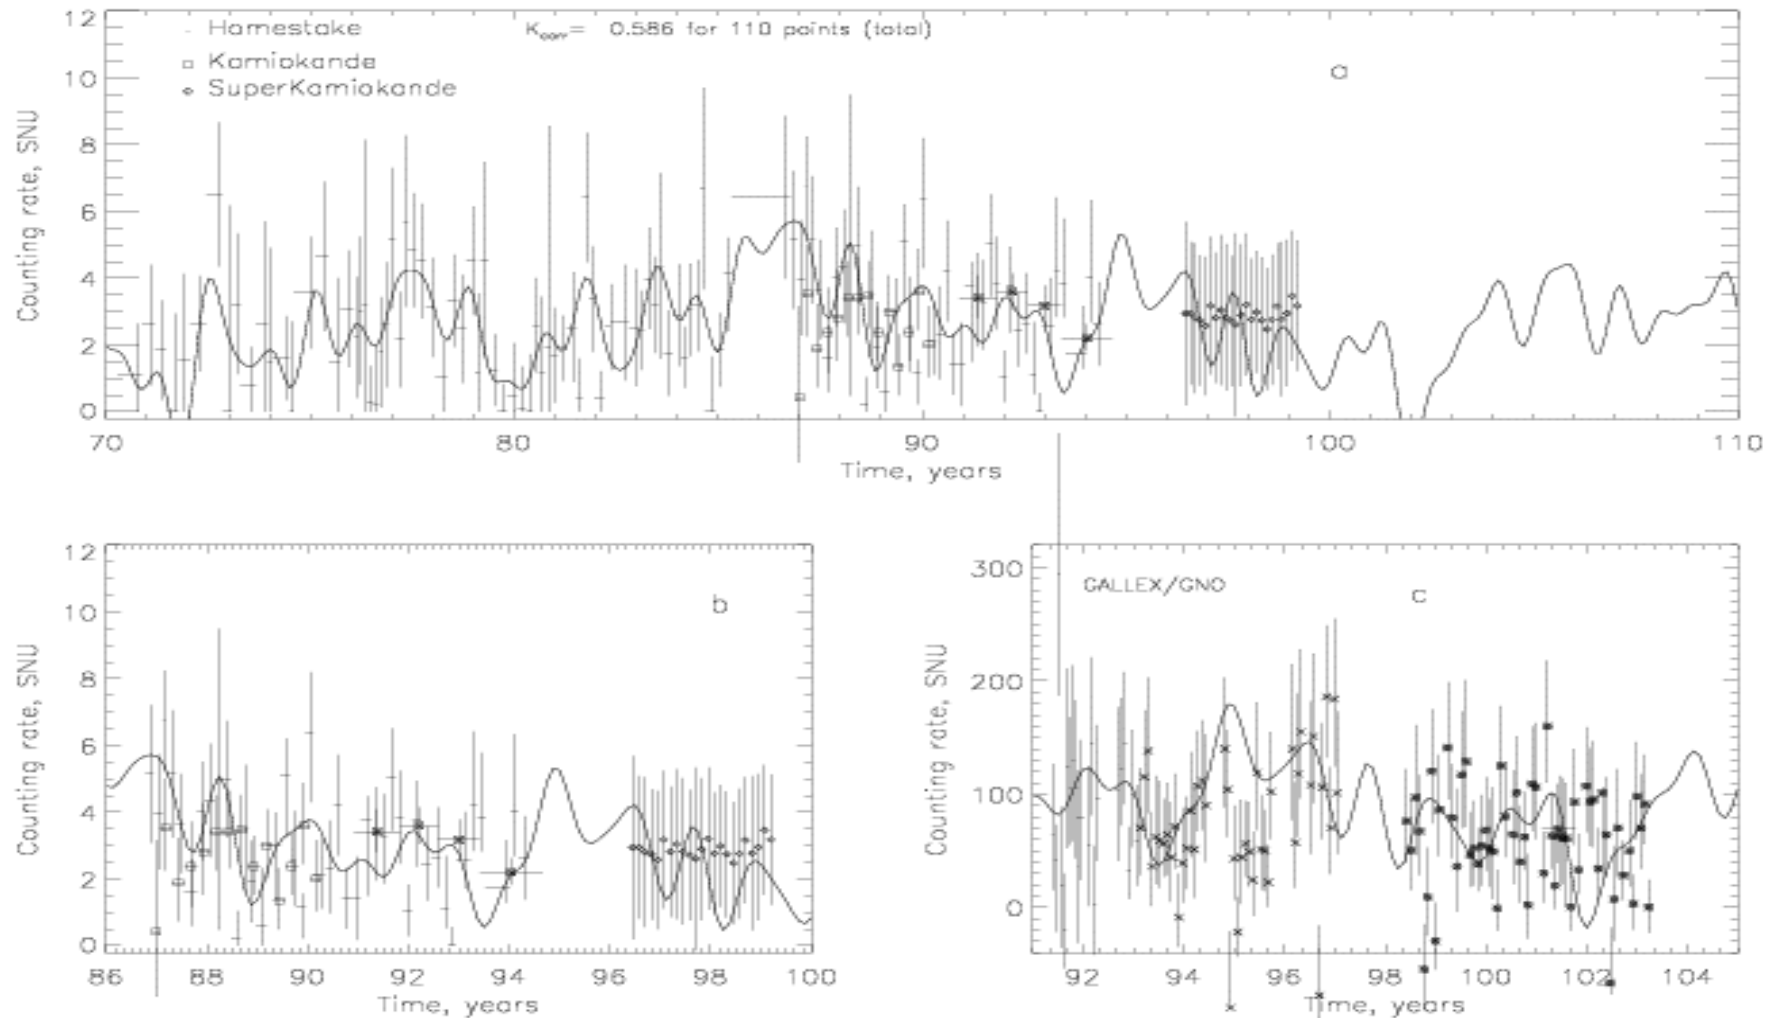 Homestake
K_corr = 0.586 for 110 points (total)
Kamiokande
SuperKamiokande
a
12
10
8
6
4
2
0
Counting rate, SNU
70 80 90 100 110
Time, years
12
10
8
6
4
2
0
Counting rate, SNU
b
86 88 90 92 94 96 98 100
Time, years
300
200
100
0
Counting rate, SNU
GALLEX/GNO
c
92 94 96 98 100 102 104
Time, years